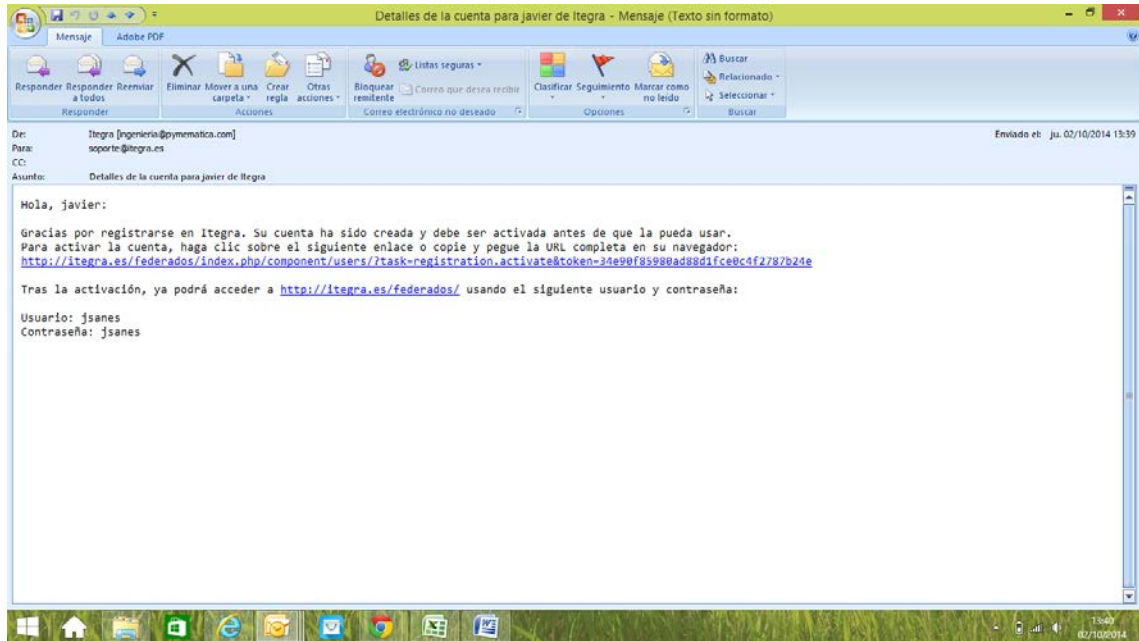 Detalles de la cuenta para javier de Itegra - Mensaje (Texto sin formato)
Mensaje Adobe PDF
Responder Responder a todos Reenviar
Eliminar Mover a una carpeta Crear regla Otras acciones
Bloquear remitente Listas seguras Correo que desea recibir
Clasificar Seguimiento Marcar como no leído
Buscar
Relacionado
Seleccionar
Responder Acciones Correo electrónico no deseado Opciones Buscar
De: Itegra [ingenieria@pymematica.com] Enviado el: ju. 02/10/2014 13:39
Para: soporte@itegra.es
CC:
Asunto: Detalles de la cuenta para javier de Itegra
Hola, javier:
Gracias por registrarse en Itegra. Su cuenta ha sido creada y debe ser activada antes de que la pueda usar.
Para activar la cuenta, haga clic sobre el siguiente enlace o copie y pegue la URL completa en su navegador:
http://itegra.es/federados/index.php/component/users/?task=registration.activate&token=34e90f85980ad88d1fce0c4f2787b24e
Tras la activación, ya podrá acceder a http://itegra.es/federados/ usando el siguiente usuario y contraseña:
Usuario: jsanes
Contraseña: jsanes
13:40
02/10/2014